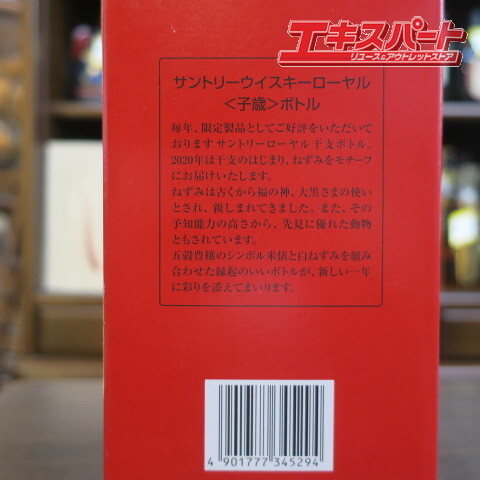 エキスパート
リユース&アウトレットストア
サントリーウイスキーローヤル
＜子歳＞ボトル
毎年、限定製品としてご好評をいただいて
おります サントリーローヤル 干支ボトル。
2020年は干支のはじまり、ねずみをモチーフ
にお届けいたします。
ねずみは古くから福の神、大黒さまの使い
とされ、親しまれてきました。また、その
予知能力の高さから、先見に優れた動物
ともされています。
五穀豊穣のシンボル米俵と白ねずみを組み
合わせた縁起のいいボトルが、新しい一年
に彩りを添えてまいります。
4 901777 345294